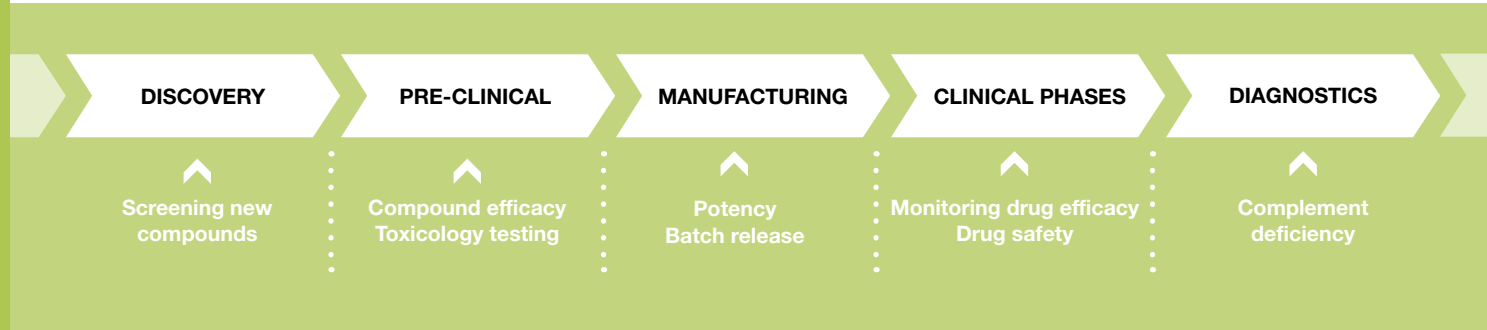 DISCOVERY
PRE-CLINICAL
MANUFACTURING
CLINICAL PHASES
DIAGNOSTICS
Screening new
compounds
Compound efficacy
Toxicology testing
Potency
Batch release
Monitoring drug efficacy
Drug safety
Complement
deficiency